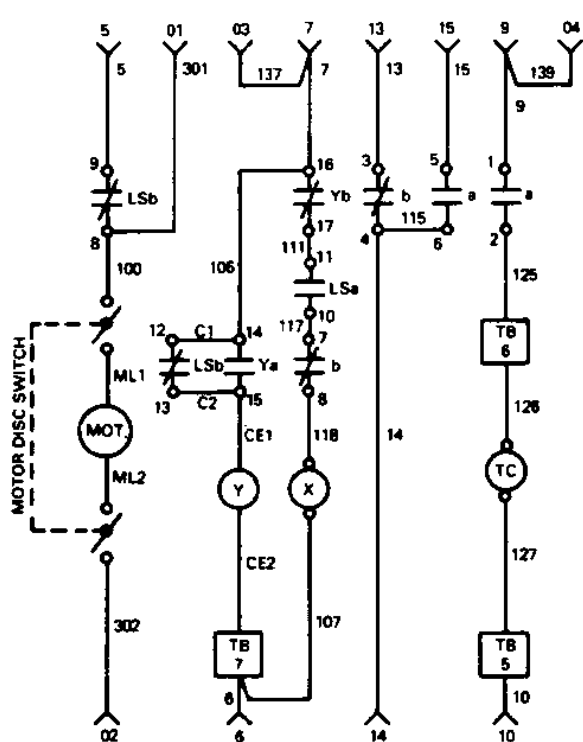 5 01 03 7 13 15 9 04
5 301 137 7 13 15 139
9
9 16 3 5 1
LSb Yb b a a
8 17 4 115 6 2
111 11
100 106 LSa 125
10
12 C1 14 117 7 TB
6
LSb Ya b
13 C2 15 8
ML1 CE1 118 14 126
MOTOR DISC SWITCH
MOT. Y X TC
ML2
CE2 127
302 107
TB TB
7 5
6 10
02 6 14 10